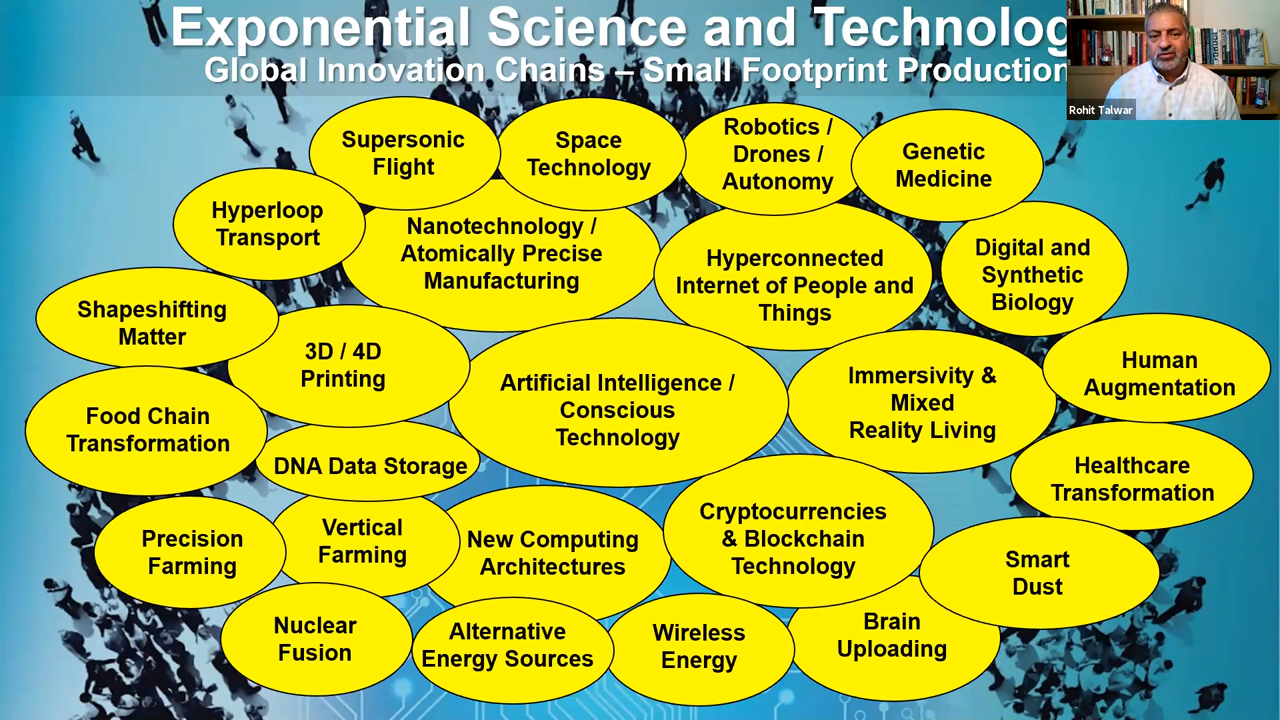 Exponential Science and Technolog
Global Innovation Chains – Small Footprint Production
Rohit Talwar
Supersonic
Flight
Space
Technology
Robotics /
Drones /
Autonomy
Genetic
Medicine
Hyperloop
Transport
Nanotechnology /
Atomically Precise
Manufacturing
Hyperconnected
Internet of People and
Things
Digital and
Synthetic
Biology
Shapeshifting
Matter
3D / 4D
Printing
Artificial Intelligence /
Conscious
Technology
Immersivity &
Mixed
Reality Living
Human
Augmentation
Food Chain
Transformation
DNA Data Storage
Healthcare
Transformation
Precision
Farming
Vertical
Farming
New Computing
Architectures
Cryptocurrencies
& Blockchain
Technology
Smart
Dust
Nuclear
Fusion
Alternative
Energy Sources
Wireless
Energy
Brain
Uploading